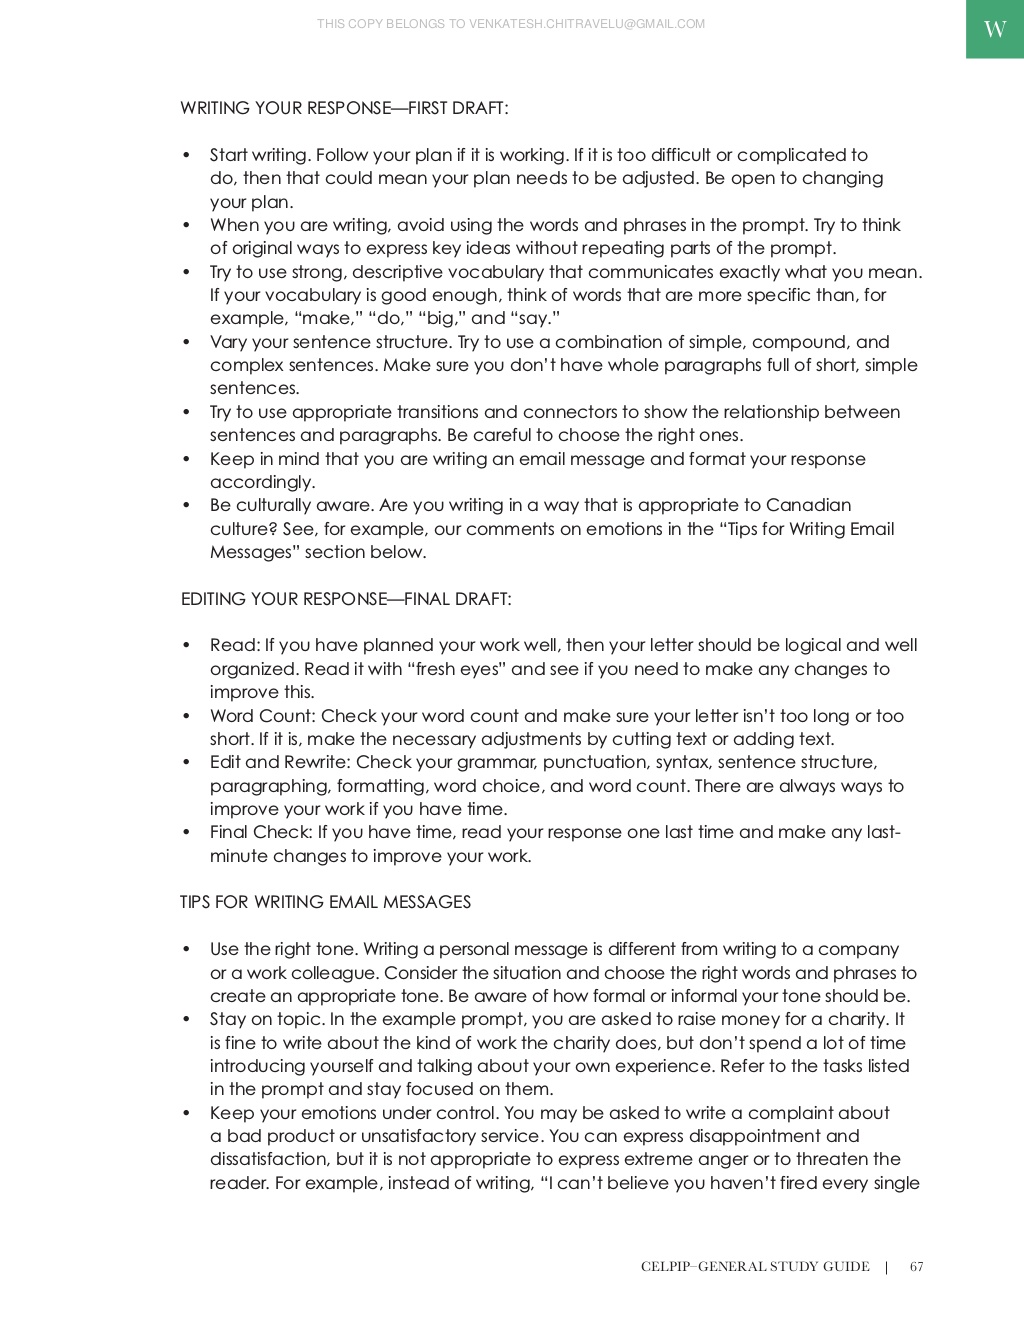 THIS COPY BELONGS TO VENKATESH.CHITRAVELU@GMAIL.COM
W
WRITING YOUR RESPONSE—FIRST DRAFT:
• Start writing. Follow your plan if it is working. If it is too difficult or complicated to
do, then that could mean your plan needs to be adjusted. Be open to changing
your plan.
• When you are writing, avoid using the words and phrases in the prompt. Try to think
of original ways to express key ideas without repeating parts of the prompt.
• Try to use strong, descriptive vocabulary that communicates exactly what you mean.
If your vocabulary is good enough, think of words that are more specific than, for
example, “make,” “do,” “big,” and “say.”
• Vary your sentence structure. Try to use a combination of simple, compound, and
complex sentences. Make sure you don’t have whole paragraphs full of short, simple
sentences.
• Try to use appropriate transitions and connectors to show the relationship between
sentences and paragraphs. Be careful to choose the right ones.
• Keep in mind that you are writing an email message and format your response
accordingly.
• Be culturally aware. Are you writing in a way that is appropriate to Canadian
culture? See, for example, our comments on emotions in the “Tips for Writing Email
Messages” section below.
EDITING YOUR RESPONSE—FINAL DRAFT:
• Read: If you have planned your work well, then your letter should be logical and well
organized. Read it with “fresh eyes” and see if you need to make any changes to
improve this.
• Word Count: Check your word count and make sure your letter isn’t too long or too
short. If it is, make the necessary adjustments by cutting text or adding text.
• Edit and Rewrite: Check your grammar, punctuation, syntax, sentence structure,
paragraphing, formatting, word choice, and word count. There are always ways to
improve your work if you have time.
• Final Check: If you have time, read your response one last time and make any last-
minute changes to improve your work.
TIPS FOR WRITING EMAIL MESSAGES
• Use the right tone. Writing a personal message is different from writing to a company
or a work colleague. Consider the situation and choose the right words and phrases to
create an appropriate tone. Be aware of how formal or informal your tone should be.
• Stay on topic. In the example prompt, you are asked to raise money for a charity. It
is fine to write about the kind of work the charity does, but don’t spend a lot of time
introducing yourself and talking about your own experience. Refer to the tasks listed
in the prompt and stay focused on them.
• Keep your emotions under control. You may be asked to write a complaint about
a bad product or unsatisfactory service. You can express disappointment and
dissatisfaction, but it is not appropriate to express extreme anger or to threaten the
reader. For example, instead of writing, “I can’t believe you haven’t fired every single
CELPIP–GENERAL STUDY GUIDE | 67